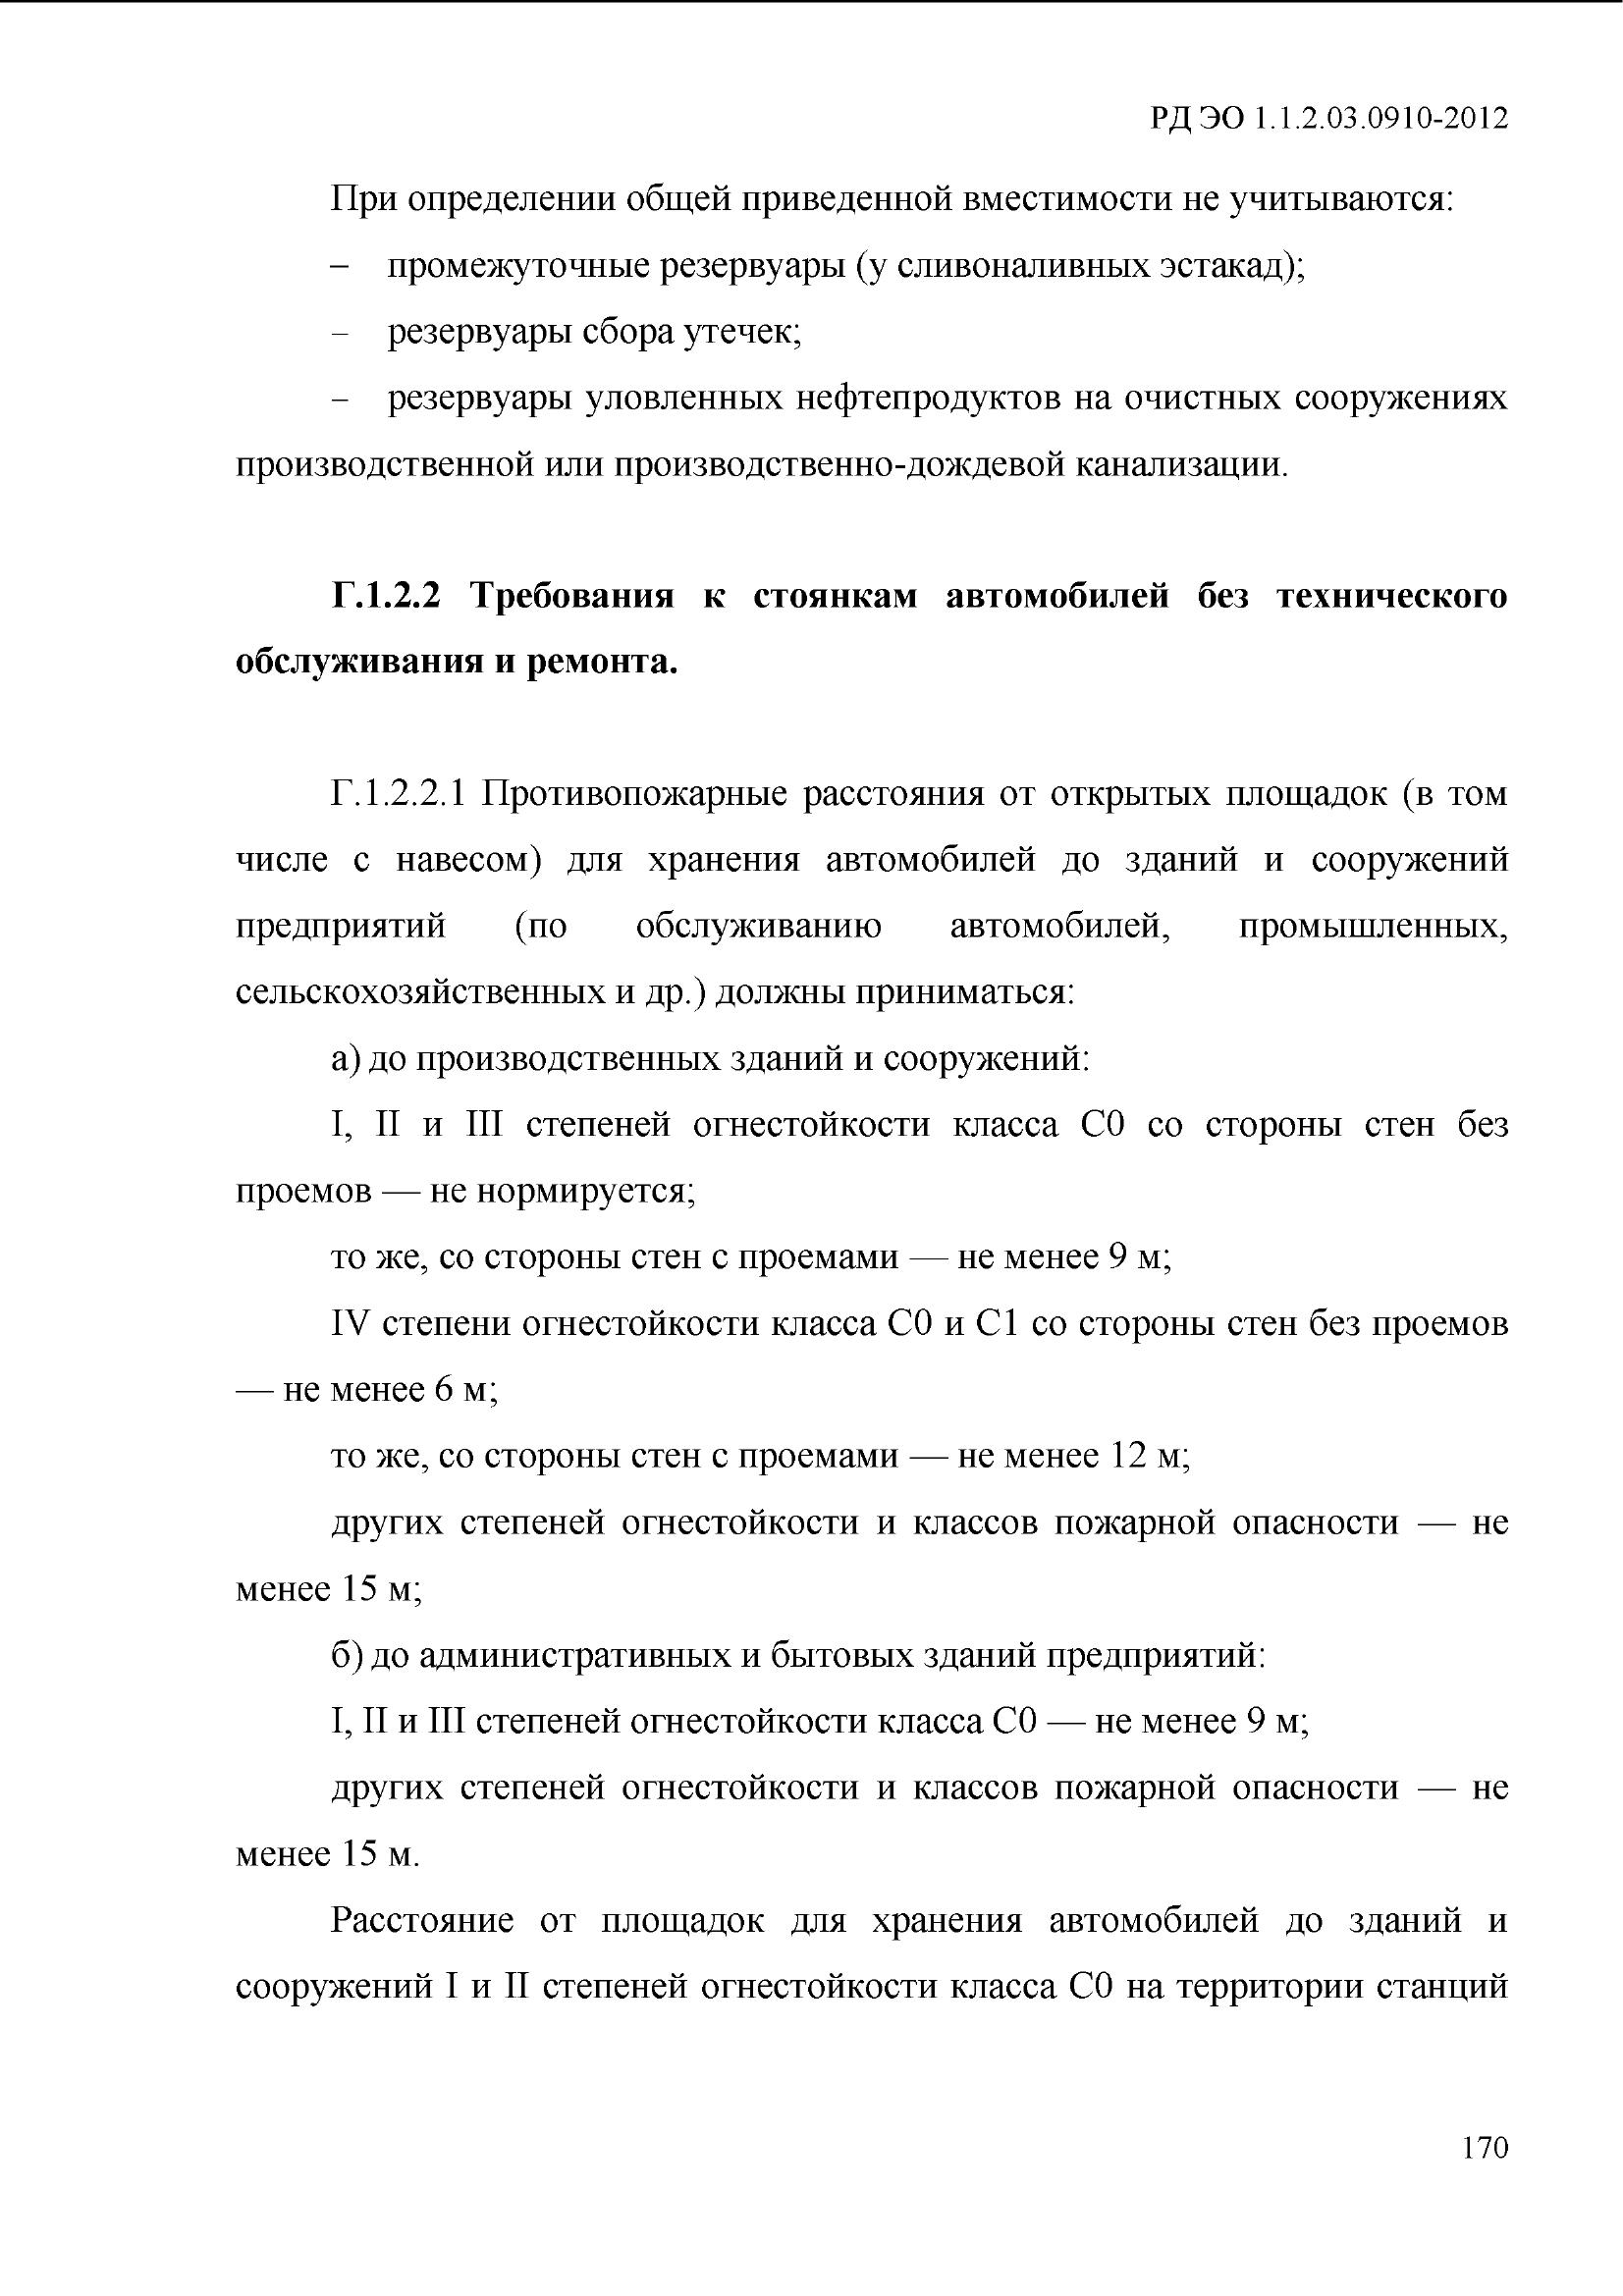 РД ЭО 1.1.2.03.0910-2012
При определении общей приведенной вместимости не учитываются:
– промежуточные резервуары (у сливоналивных эстакад);
– резервуары сбора утечек;
– резервуары уловленных нефтепродуктов на очистных сооружениях
производственной или производственно-дождевой канализации.
Г.1.2.2 Требования к стоянкам автомобилей без технического
обслуживания и ремонта.
Г.1.2.2.1 Противопожарные расстояния от открытых площадок (в том
числе с навесом) для хранения автомобилей до зданий и сооружений
предприятий (по обслуживанию автомобилей, промышленных,
сельскохозяйственных и др.) должны приниматься:
а) до производственных зданий и сооружений:
I, II и III степеней огнестойкости класса С0 со стороны стен без
проемов — не нормируется;
то же, со стороны стен с проемами — не менее 9 м;
IV степени огнестойкости класса С0 и С1 со стороны стен без проемов
— не менее 6 м;
то же, со стороны стен с проемами — не менее 12 м;
других степеней огнестойкости и классов пожарной опасности — не
менее 15 м;
б) до административных и бытовых зданий предприятий:
I, II и III степеней огнестойкости класса С0 — не менее 9 м;
других степеней огнестойкости и классов пожарной опасности — не
менее 15 м.
Расстояние от площадок для хранения автомобилей до зданий и
сооружений I и II степеней огнестойкости класса С0 на территории станций
170